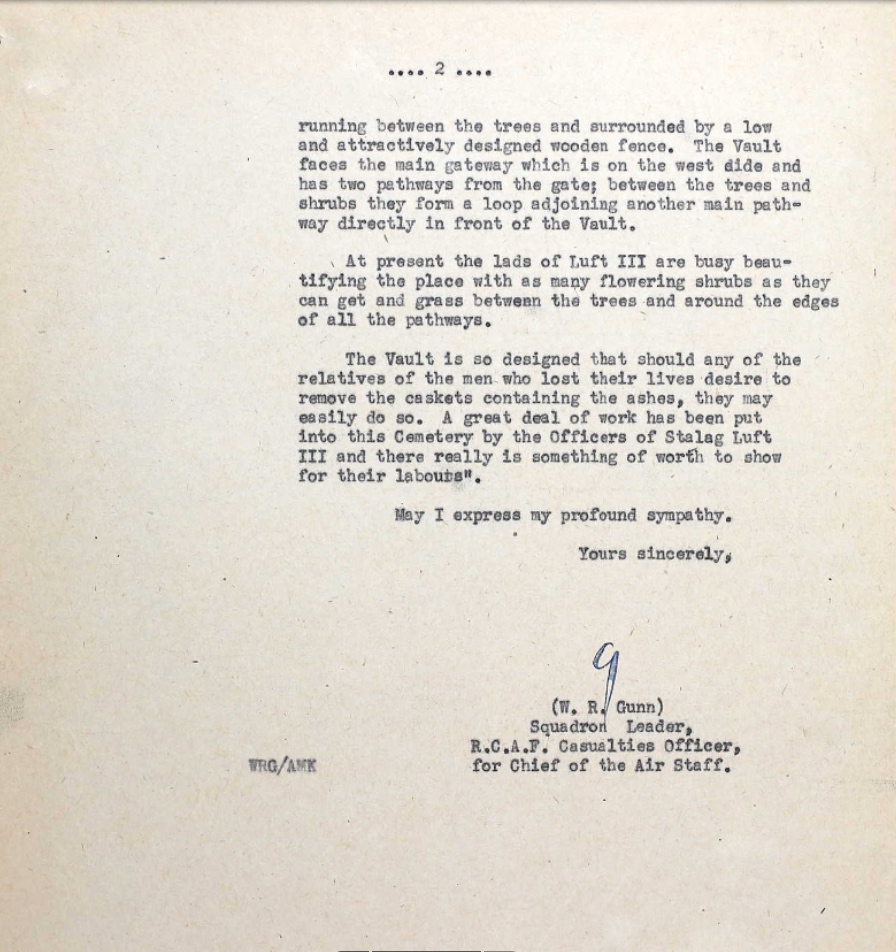 .... 2 ....
running between the trees and surrounded by a low
and attractively designed wooden fence. The Vault
faces the main gateway which is on the west dide and
has two pathways from the gate; between the trees and
shrubs they form a loop adjoining another main path-
way directly in front of the Vault.
At present the lads of Luft III are busy beau-
tifying the place with as many flowering shrubs as they
can get and grass between the trees and around the edges
of all the pathways.
The Vault is so designed that should any of the
relatives of the men who lost their lives desire to
remove the caskets containing the ashes, they may
easily do so. A great deal of work has been put
into this Cemetery by the Officers of Stalag Luft
III and there really is something of worth to show
for their labours".
May I express my profound sympathy.
Yours sincerely,
(W. R. Gunn)
Squadron Leader,
R.C.A.F. Casualties Officer,
WRG/AMK for Chief of the Air Staff.